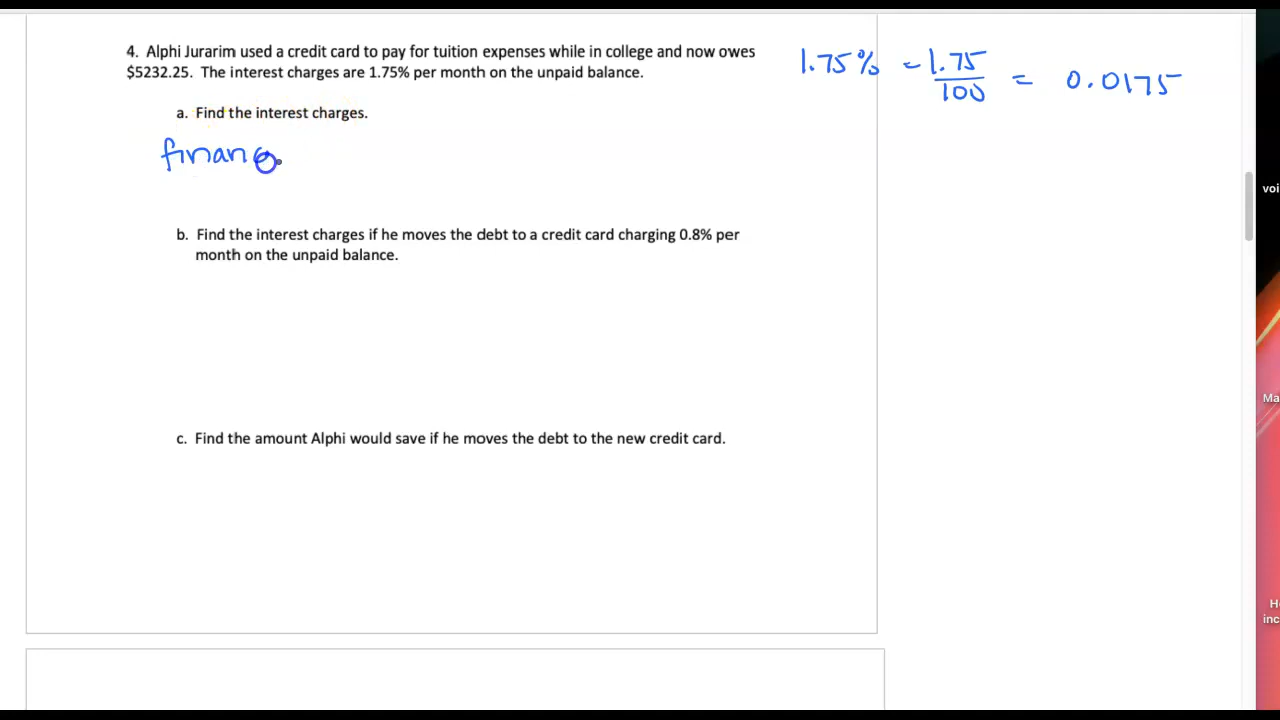 4. Alphi Jurarim used a credit card to pay for tuition expenses while in college and now owes
$5232.25. The interest charges are 1.75% per month on the unpaid balance.
1.75% = 1.75/100 = 0.0175
a. Find the interest charges.
financ
b. Find the interest charges if he moves the debt to a credit card charging 0.8% per
month on the unpaid balance.
c. Find the amount Alphi would save if he moves the debt to the new credit card.
voi
Ma
H
inc